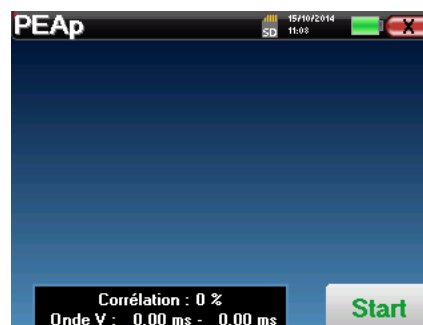 PEAp
SD
15/10/2014
11:08
X
Corrélation : 0 %
Onde V : 0.00 ms - 0.00 ms
Start